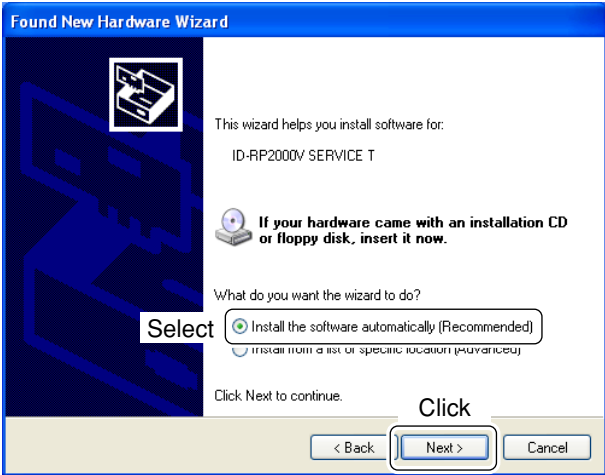 Found New Hardware Wizard
This wizard helps you install software for:
ID-RP2000V SERVICE T
If your hardware came with an installation CD
or floppy disk, insert it now.
What do you want the wizard to do?
Select
Install the software automatically (Recommended)
Install from a list or specific location (Advanced)
Click Next to continue.
Click
< Back
Next >
Cancel